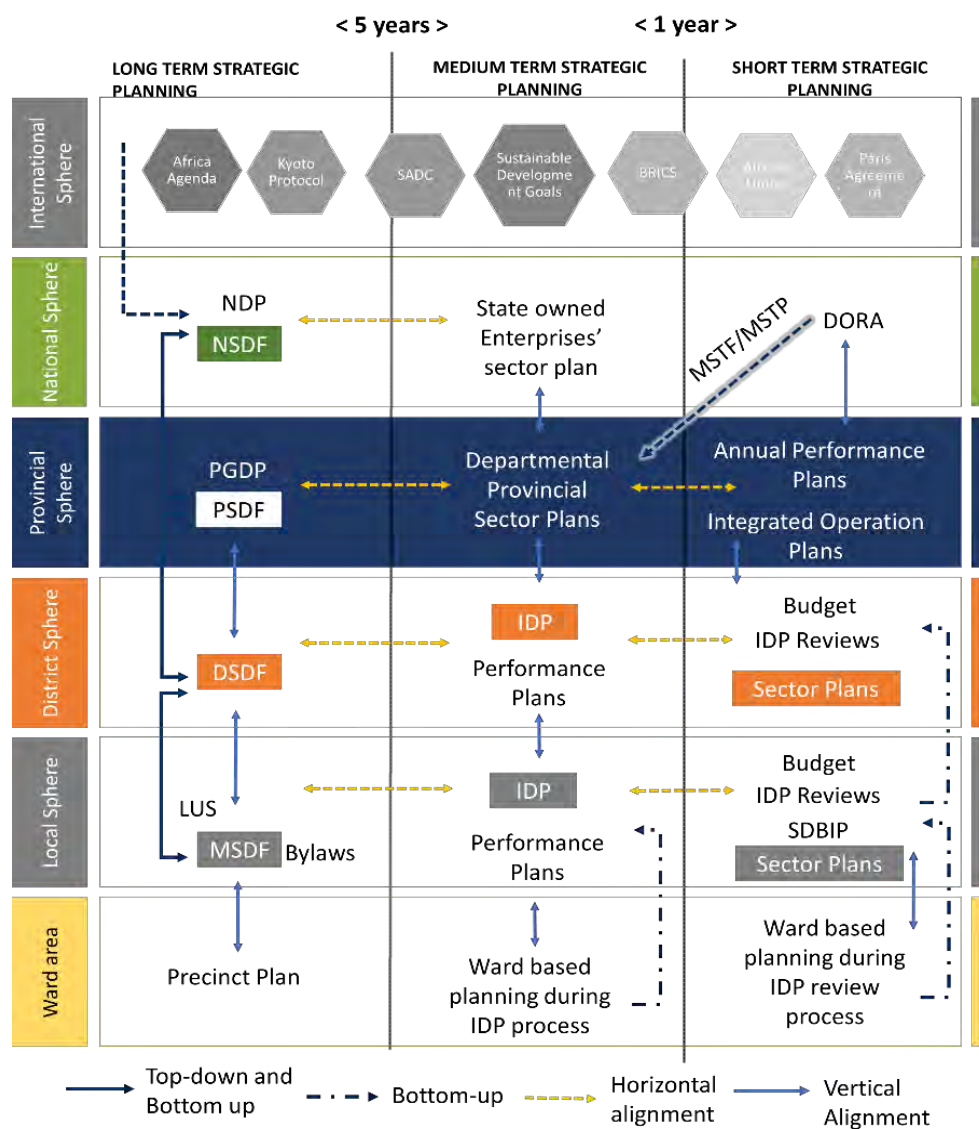 < 5 years >
< 1 year >
LONG TERM STRATEGIC
PLANNING
MEDIUM TERM STRATEGIC
PLANNING
SHORT TERM STRATEGIC
PLANNING
International
Sphere
Africa
Agenda
Kyoto
Protocol
SADC
Sustainable
Developme
nt Goals
BRICS
Paris
Agreeme
nt
National Sphere
NDP
NSDF
State owned
Enterprises’
sector plan
MSTF/MSTP
DORA
Provincial
Sphere
PGDP
PSDF
Departmental
Provincial
Sector Plans
Annual Performance
Plans
Integrated Operation
Plans
District Sphere
DSDF
IDP
Performance
Plans
Budget
IDP Reviews
Sector Plans
Local Sphere
LUS
MSDF
Bylaws
IDP
Performance
Plans
Budget
IDP Reviews
SDBIP
Sector Plans
Ward area
Precinct Plan
Ward based
planning during
IDP process
Ward based
planning during
IDP review
process
Top-down and
Bottom up
Bottom-up
Horizontal
alignment
Vertical
Alignment